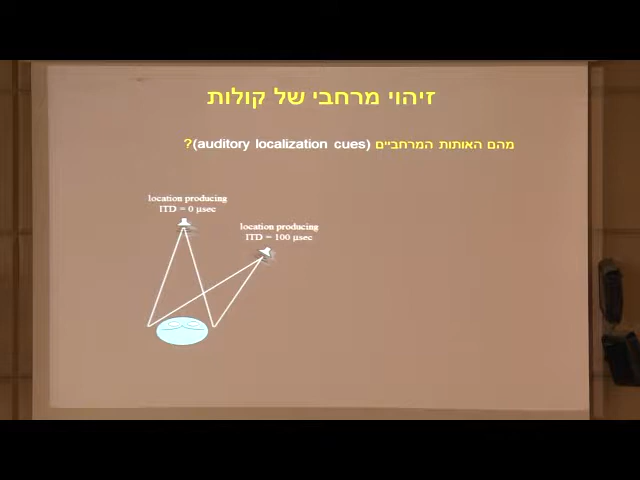 זיהוי מרחבי של קולות
מהם האותות המרחביים (auditory localization cues)?
location producing
ITD = 0 µsec
location producing
ITD = 100 µsec